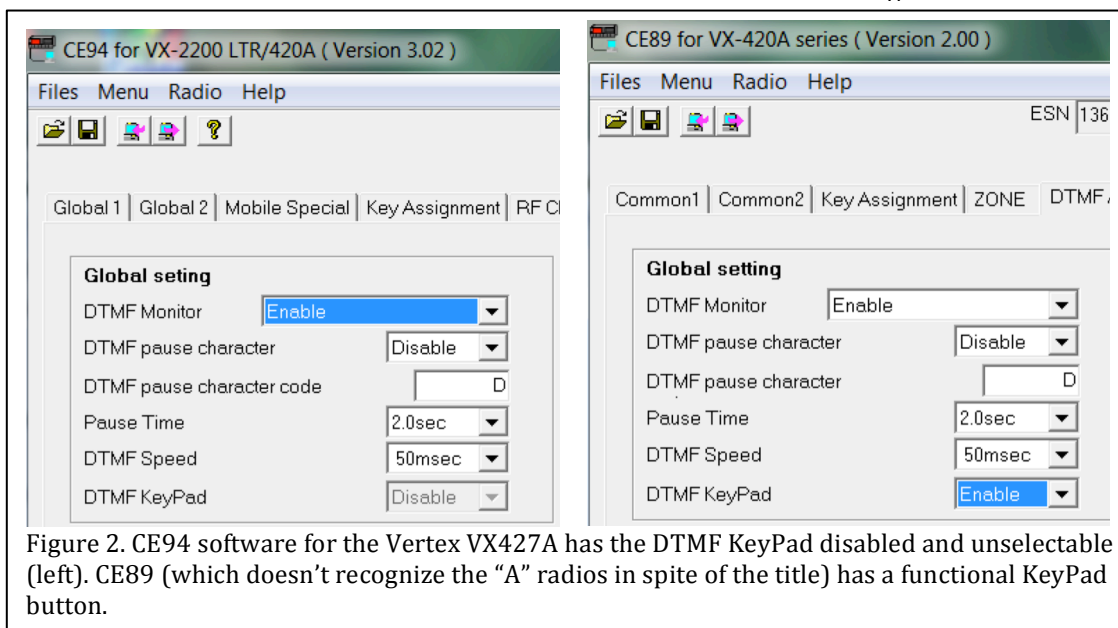 CE94 for VX-2200 LTR/420A ( Version 3.02 )
Files Menu Radio Help
Global 1 Global 2 Mobile Special Key Assignment RF C
Global seting
DTMF Monitor Enable
DTMF pause character Disable
DTMF pause character code D
Pause Time 2.0sec
DTMF Speed 50msec
DTMF KeyPad Disable
CE89 for VX-420A series ( Version 2.00 )
Files Menu Radio Help
ESN 136
Common1 Common2 Key Assignment ZONE DTMF
Global setting
DTMF Monitor Enable
DTMF pause character Disable
DTMF pause character D
Pause Time 2.0sec
DTMF Speed 50msec
DTMF KeyPad Enable
Figure 2. CE94 software for the Vertex VX427A has the DTMF KeyPad disabled and unselectable
(left). CE89 (which doesn’t recognize the “A” radios in spite of the title) has a functional KeyPad
button.